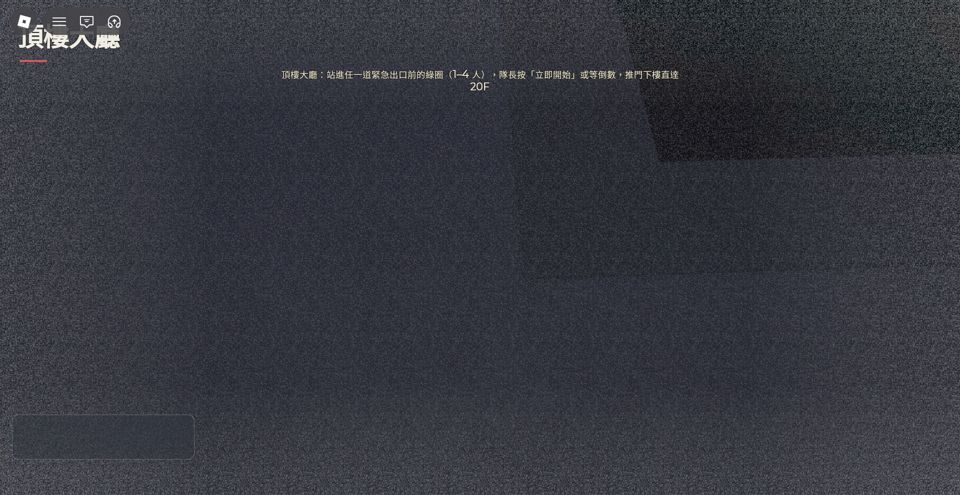 頂樓大廳
頂樓大廳：站進任一道緊急出口前的綠圈（1–4 人），隊長按「立即開始」或等倒數，推門下樓直達
20F